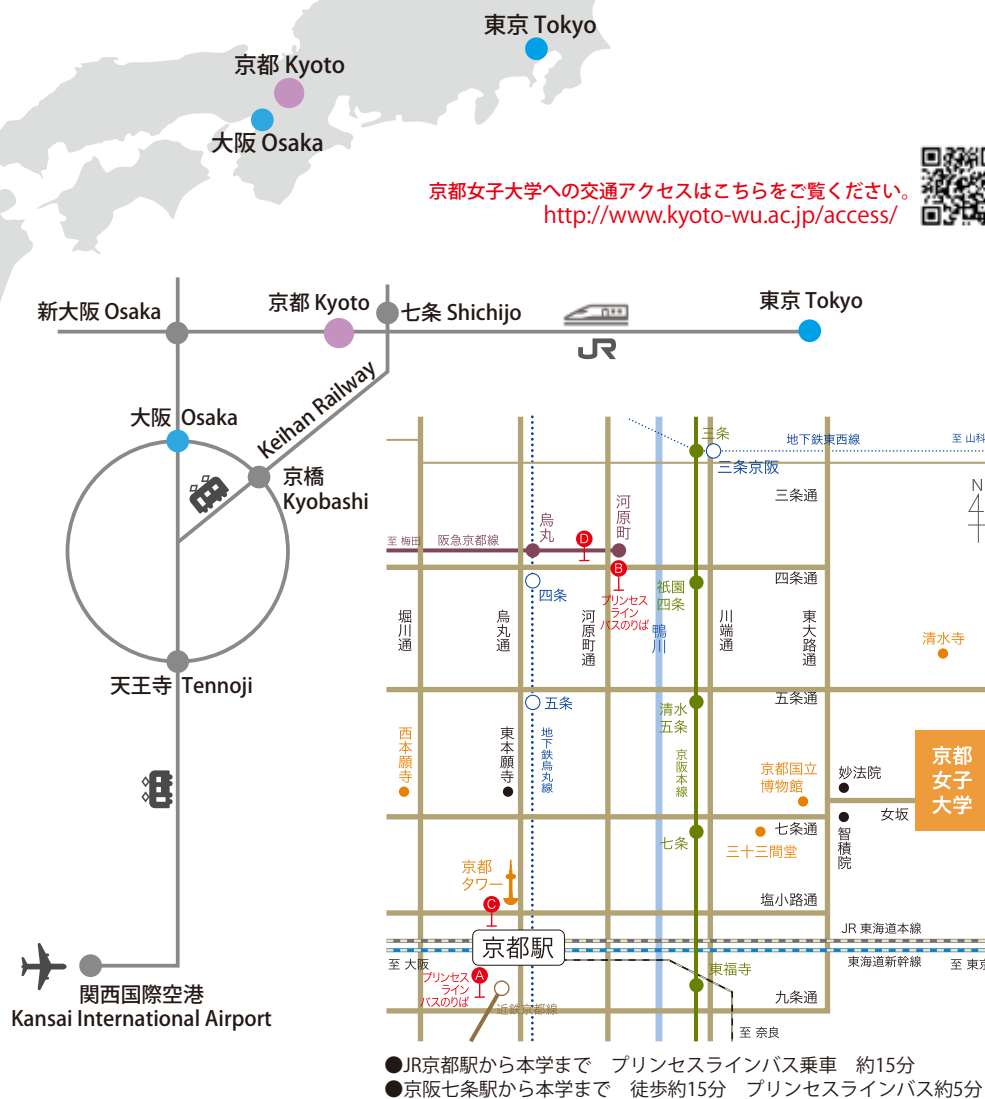 東京 Tokyo
京都 Kyoto
大阪 Osaka
京都女子大学への交通アクセスはこちらをご覧ください。
http://www.kyoto-wu.ac.jp/access/
新大阪 Osaka
京都 Kyoto
七条 Shichijo
東京 Tokyo
JR
Keihan Railway
大阪 Osaka
京橋
Kyobashi
天王寺 Tennoji
関西国際空港
Kansai International Airport
三条
地下鉄東西線
至 山科
三条京阪
三条通
N
河原町
烏丸
至 梅田
阪急京都線
D
B
四条通
四条
プリンセス
ライン
バスのりば
祇園
四条
堀川通
烏丸通
河原町通
鴨川
川端通
東大路通
清水寺
五条通
五条
清水
五条
西本願寺
東本願寺
地下鉄烏丸線
京阪本線
京都国立
博物館
妙法院
京都
女子
大学
女坂
七条通
七条
三十三間堂
智積院
京都
タワー
C
塩小路通
JR 東海道本線
京都駅
至 大阪
東海道新幹線
至 東京
プリンセス
ライン
バスのりば
A
東福寺
九条通
近鉄京都線
至 奈良
●JR京都駅から本学まで　プリンセスラインバス乗車　約15分
●京阪七条駅から本学まで　徒歩約15分　プリンセスラインバス約5分